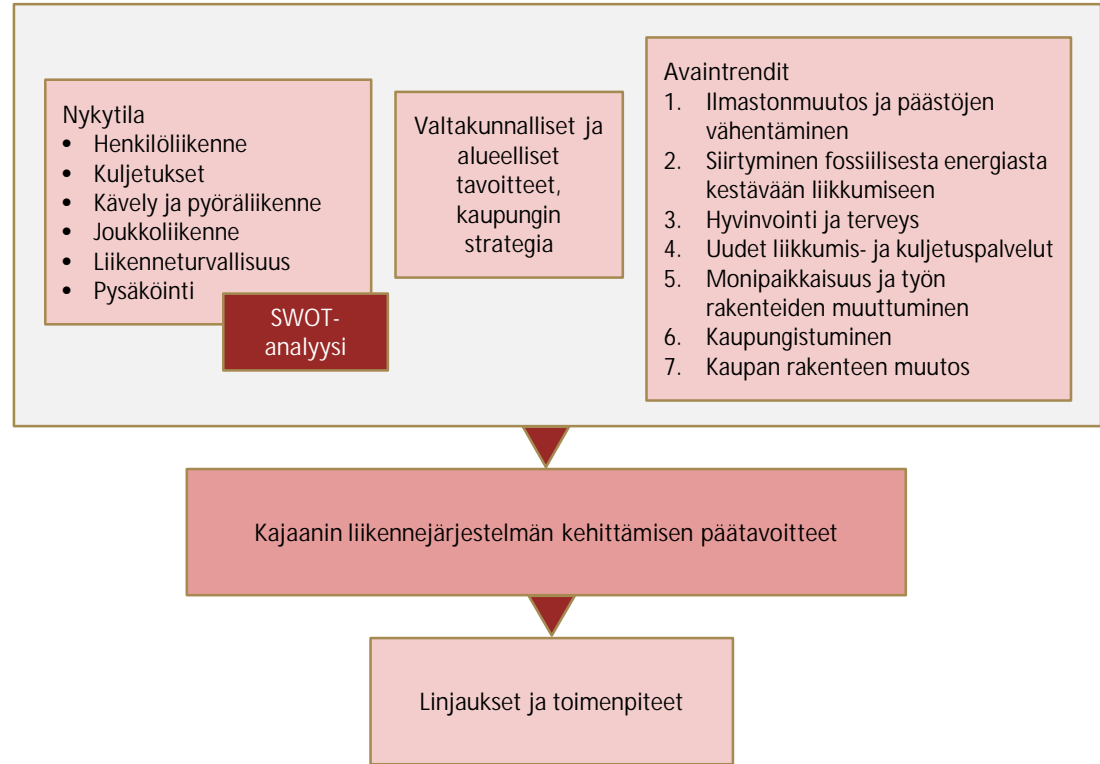 Nykytila
• Henkilöliikenne
• Kuljetukset
• Kävely ja pyöräliikenne
• Joukkoliikenne
• Liikenneturvallisuus
• Pysäköinti
SWOT-
analyysi
Valtakunnalliset ja
alueelliset
tavoitteet,
kaupungin
strategia
Avaintrendit
1. Ilmastonmuutos ja päästöjen
vähentäminen
2. Siirtyminen fossiilisesta energiasta
kestävään liikkumiseen
3. Hyvinvointi ja terveys
4. Uudet liikkumis- ja kuljetuspalvelut
5. Monipaikkaisuus ja työn
rakenteiden muuttuminen
6. Kaupungistuminen
7. Kaupan rakenteen muutos
Kajaanin liikennejärjestelmän kehittämisen päätavoitteet
Linjaukset ja toimenpiteet